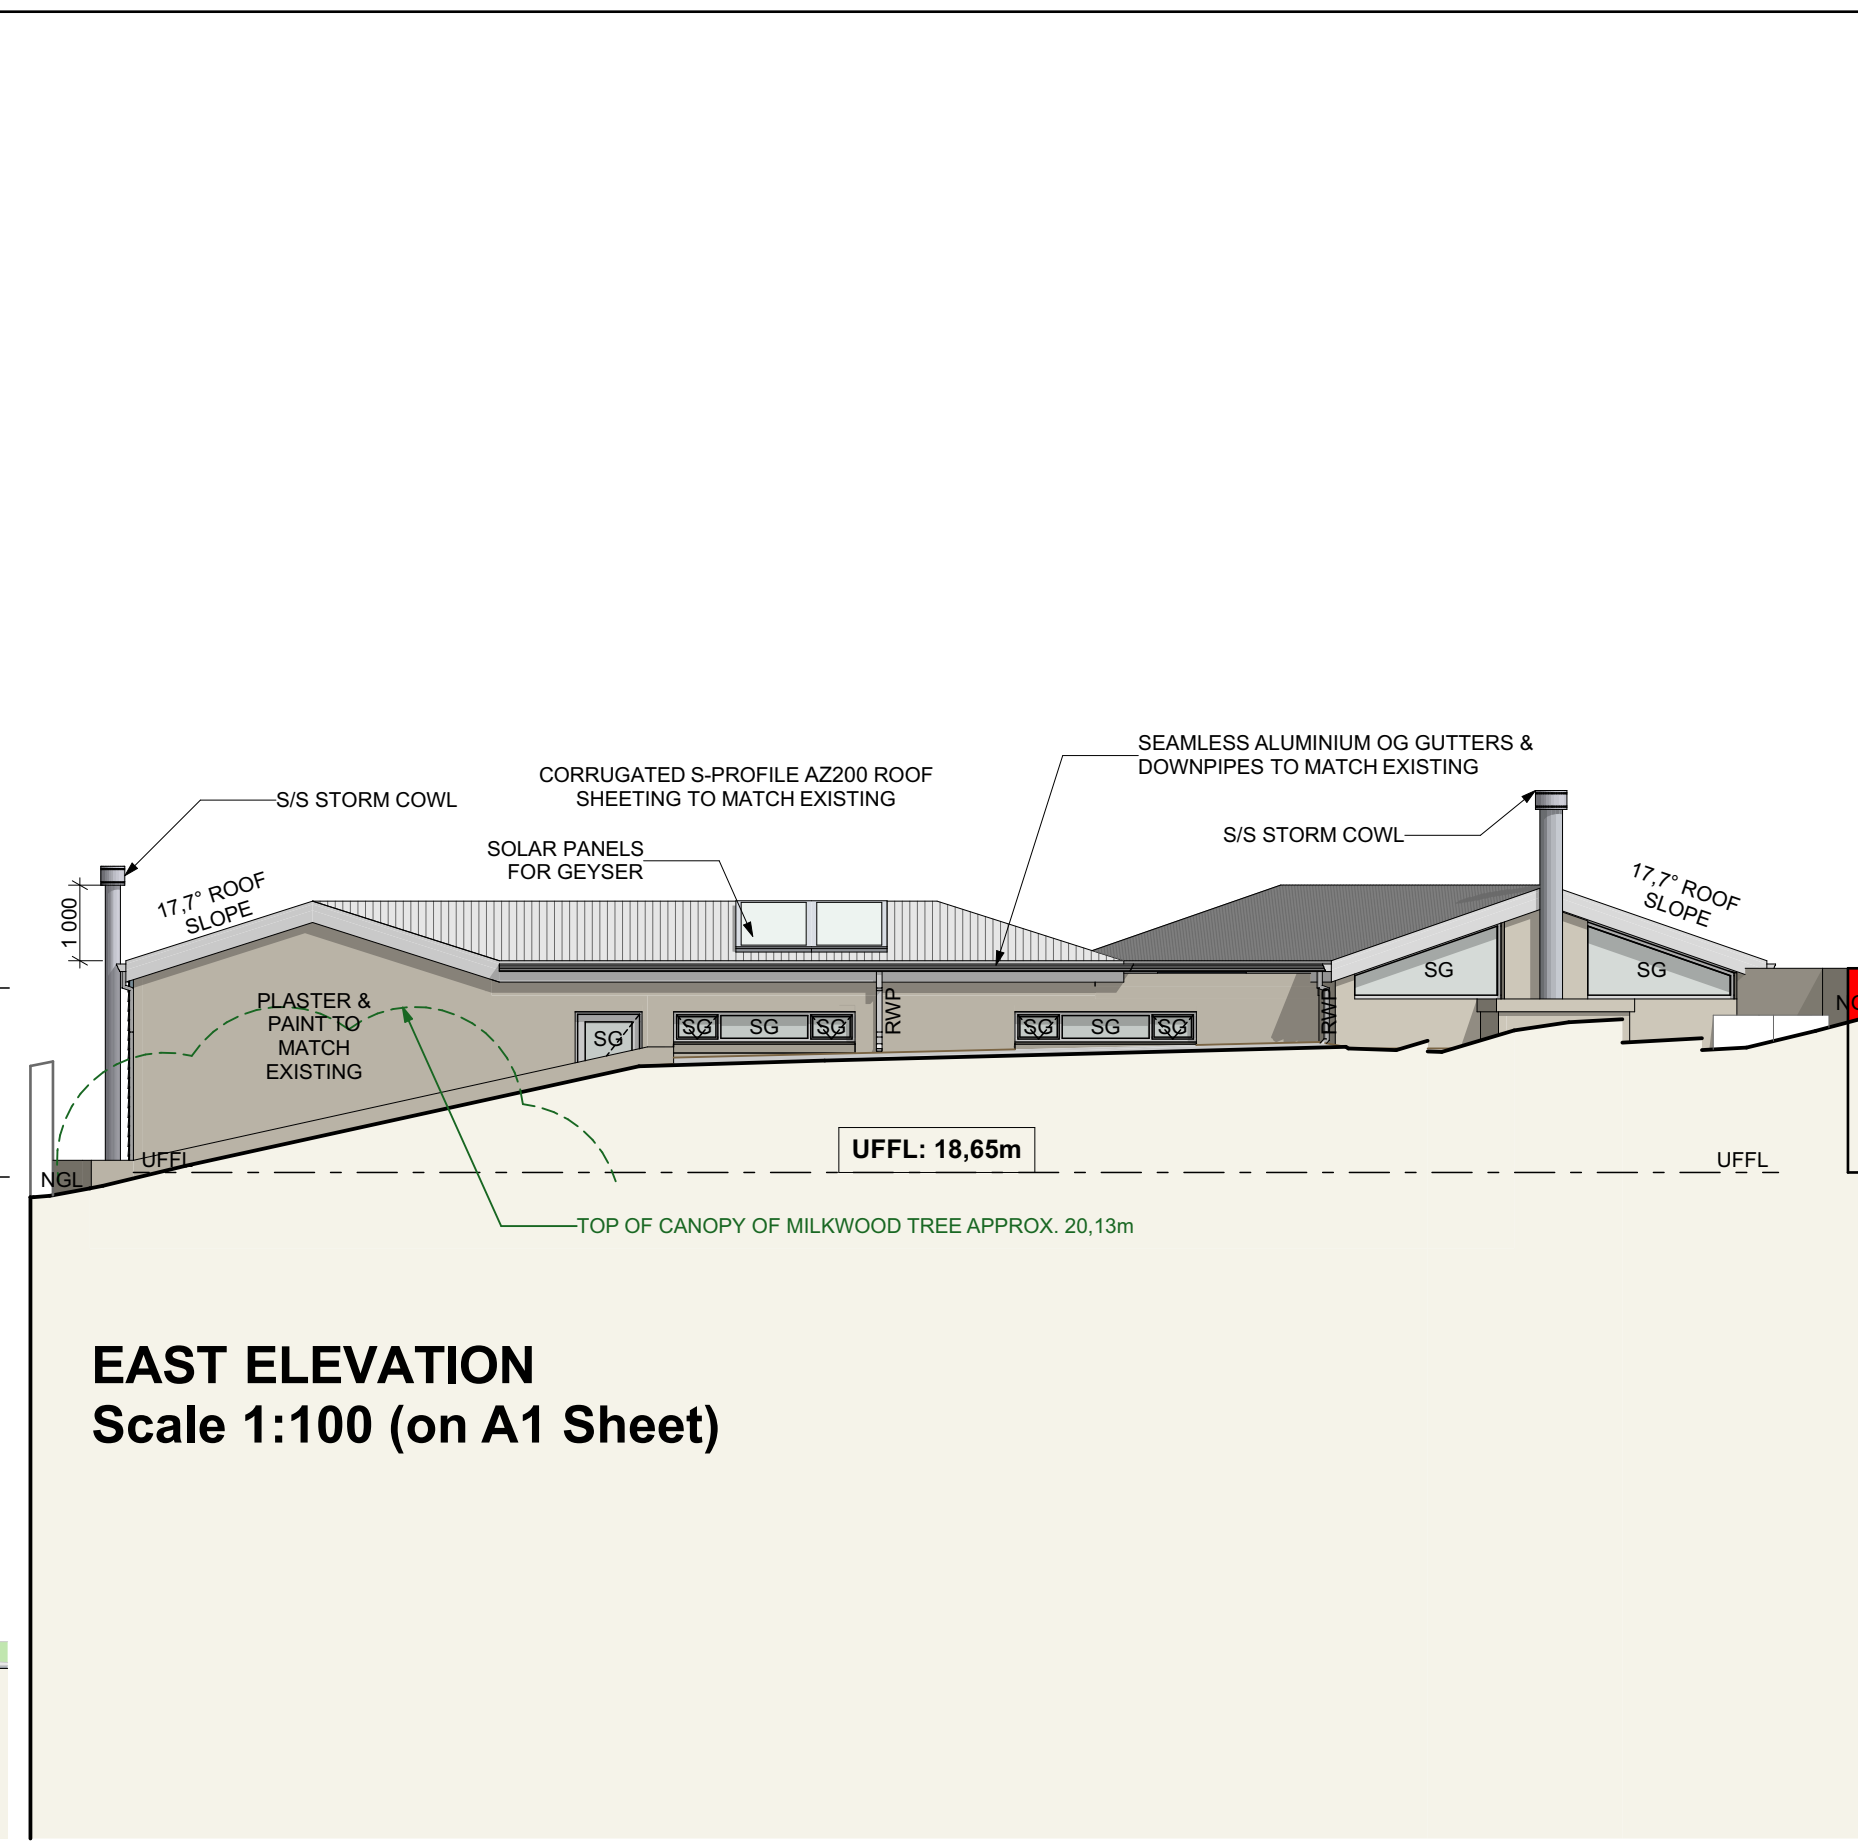 SEAMLESS ALUMINIUM OG GUTTERS &
DOWNPIPES TO MATCH EXISTING
CORRUGATED S-PROFILE AZ200 ROOF
SHEETING TO MATCH EXISTING
S/S STORM COWL
S/S STORM COWL
SOLAR PANELS
FOR GEYSER
17,7° ROOF
SLOPE
17,7° ROOF
SLOPE
1 000
SG
SG
PLASTER &
PAINT TO
MATCH
EXISTING
SG
SG
SG
SG
RWP
SG
SG
SG
RWP
UFFL
NGL
UFFL: 18,65m
UFFL
TOP OF CANOPY OF MILKWOOD TREE APPROX. 20,13m
EAST ELEVATION
Scale 1:100 (on A1 Sheet)